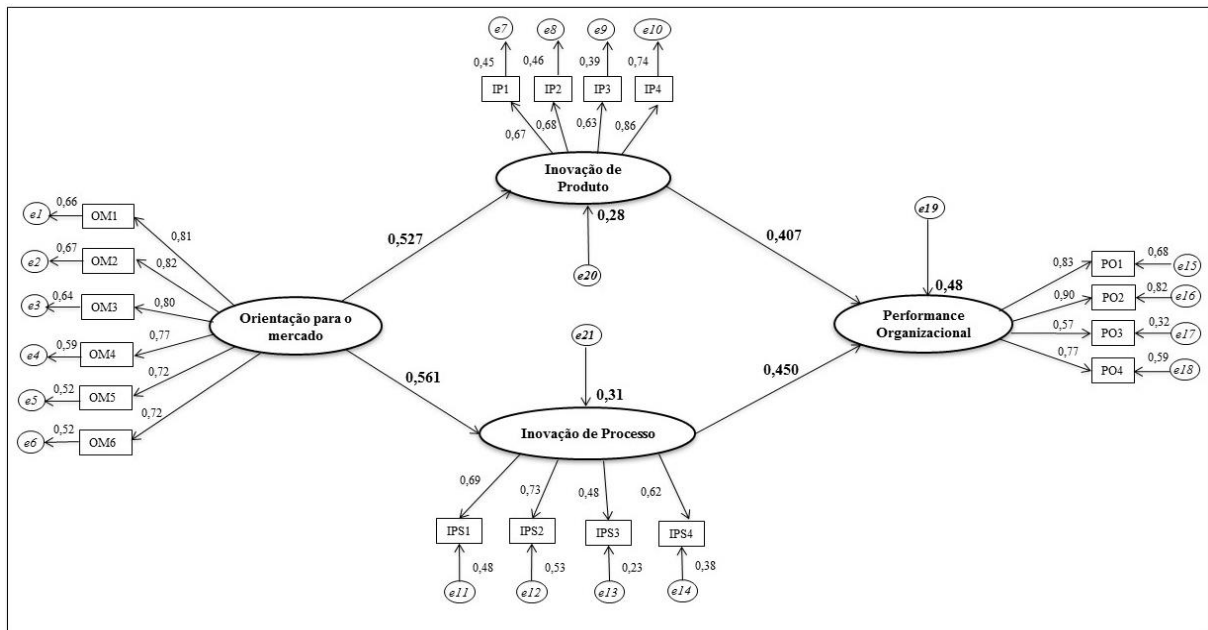 e7 e8 e9 e10
0,45 0,46 0,39 0,74
IP1 IP2 IP3 IP4
0,67 0,68 0,63 0,86
Inovação de
Produto
0,28
e20
0,527
0,407
e1 0,66 OM1 0,81
e2 0,67 OM2 0,82
e3 0,64 OM3 0,80
e4 0,59 OM4 0,77
e5 0,52 OM5 0,72
e6 0,52 OM6 0,72
Orientação para o
mercado
e19
0,48
Performance
Organizacional
0,83 PO1 0,68 e15
0,90 PO2 0,82 e16
0,57 PO3 0,32 e17
0,77 PO4 0,59 e18
0,561
0,450
e21
0,31
Inovação de Processo
0,69 0,73 0,48 0,62
IPS1 IPS2 IPS3 IPS4
0,48 0,53 0,23 0,38
e11 e12 e13 e14